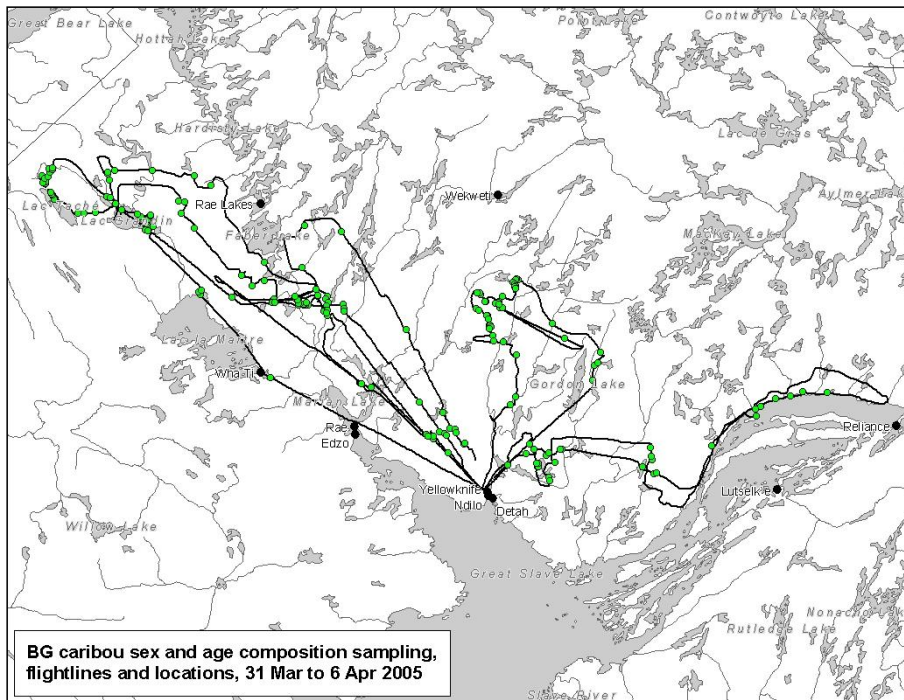 Great Bear Lake
Hottah Lake
Point Lake
Contwoyto Lake
Hardisty Lake
Lac de Gras
Rae Lakes
Wekweti
Aylmer Lake
Lac Taché
Lac Grandin
Faber Lake
MacKay Lake
Lac la Martre
Wha Ti
Gordon Lake
Marian Lake
Rae
Edzo
Reliance
Yellowknife
Ndilo
Detah
Lutselk'e
Willow Lake
Great Slave Lake
Nonacho Lake
Rutledge Lake
Slave River
BG caribou sex and age composition sampling,
flightlines and locations, 31 Mar to 6 Apr 2005